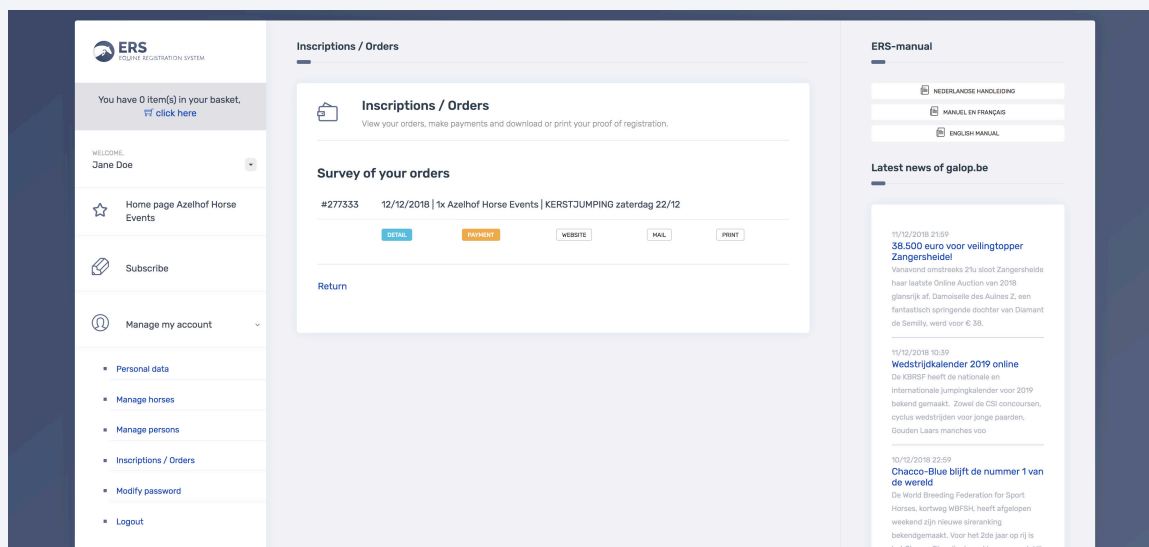 ERS
EQUINE REGISTRATION SYSTEM
You have 0 item(s) in your basket,
click here
WELCOME,
Jane Doe
Home page Azelhof Horse
Events
Subscribe
Manage my account
Personal data
Manage horses
Manage persons
Inscriptions / Orders
Modify password
Logout
Inscriptions / Orders
Inscriptions / Orders
View your orders, make payments and download or print your proof of registration.
Survey of your orders
#277333 12/12/2018 | 1x Azelhof Horse Events | KERSTJUMPING zaterdag 22/12
DETAIL PAYMENT WEBSITE MAIL PRINT
Return
ERS-manual
NEDERLANDSE HANDLEIDING
MANUEL EN FRANÇAIS
ENGLISH MANUAL
Latest news of galop.be
11/12/2018 21:59
38.500 euro voor veilingtopper
Zangersheide!
Vanavond omstreeks 21u sloot Zangersheide
haar laatste Online Auction van 2018
glansrijk af. Damoiselle des Aulnes Z, een
fantastisch springende dochter van Diamant
de Semilly, werd voor € 38.
11/12/2018 10:39
Wedstrijdkalender 2019 online
De KBRSF heeft de nationale en
internationale jumpingkalender voor 2019
bekend gemaakt. Zowel de CSI concoursen,
cyclus wedstrijden voor jonge paarden,
Gouden Laars manches voo
10/12/2018 22:59
Chacco-Blue blijft de nummer 1 van
de wereld
De World Breeding Federation for Sport
Horses, kortweg WBFSH, heeft afgelopen
weekend zijn nieuwe sireranking
bekendgemaakt. Voor het 2de jaar op rij is